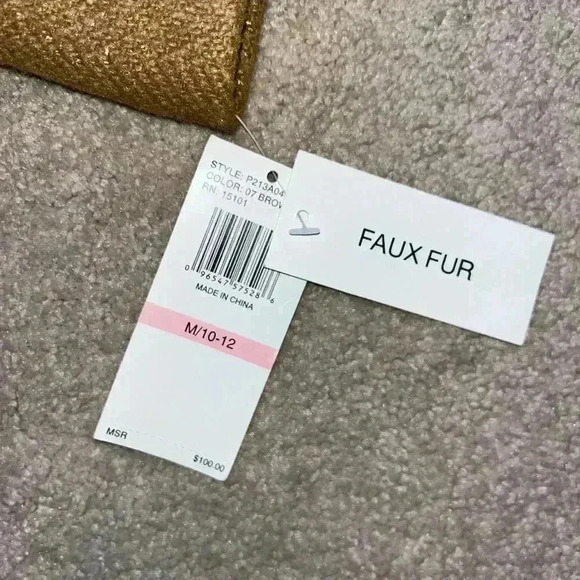 STYLE: P213A04
COLOR: 07 BROW
RN: 15101
0 96547 57528 6
MADE IN CHINA
M/10-12
MSR
$100.00
FAUX FUR